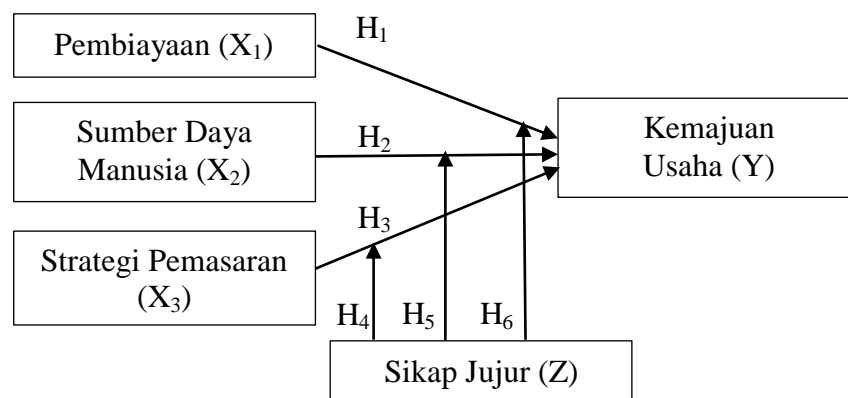 H₁
Pembiayaan (X₁)
Sumber Daya
Manusia (X₂)
H₂
Kemajuan
Usaha (Y)
H₃
Strategi Pemasaran
(X₃)
H₄ H₅ H₆
Sikap Jujur (Z)